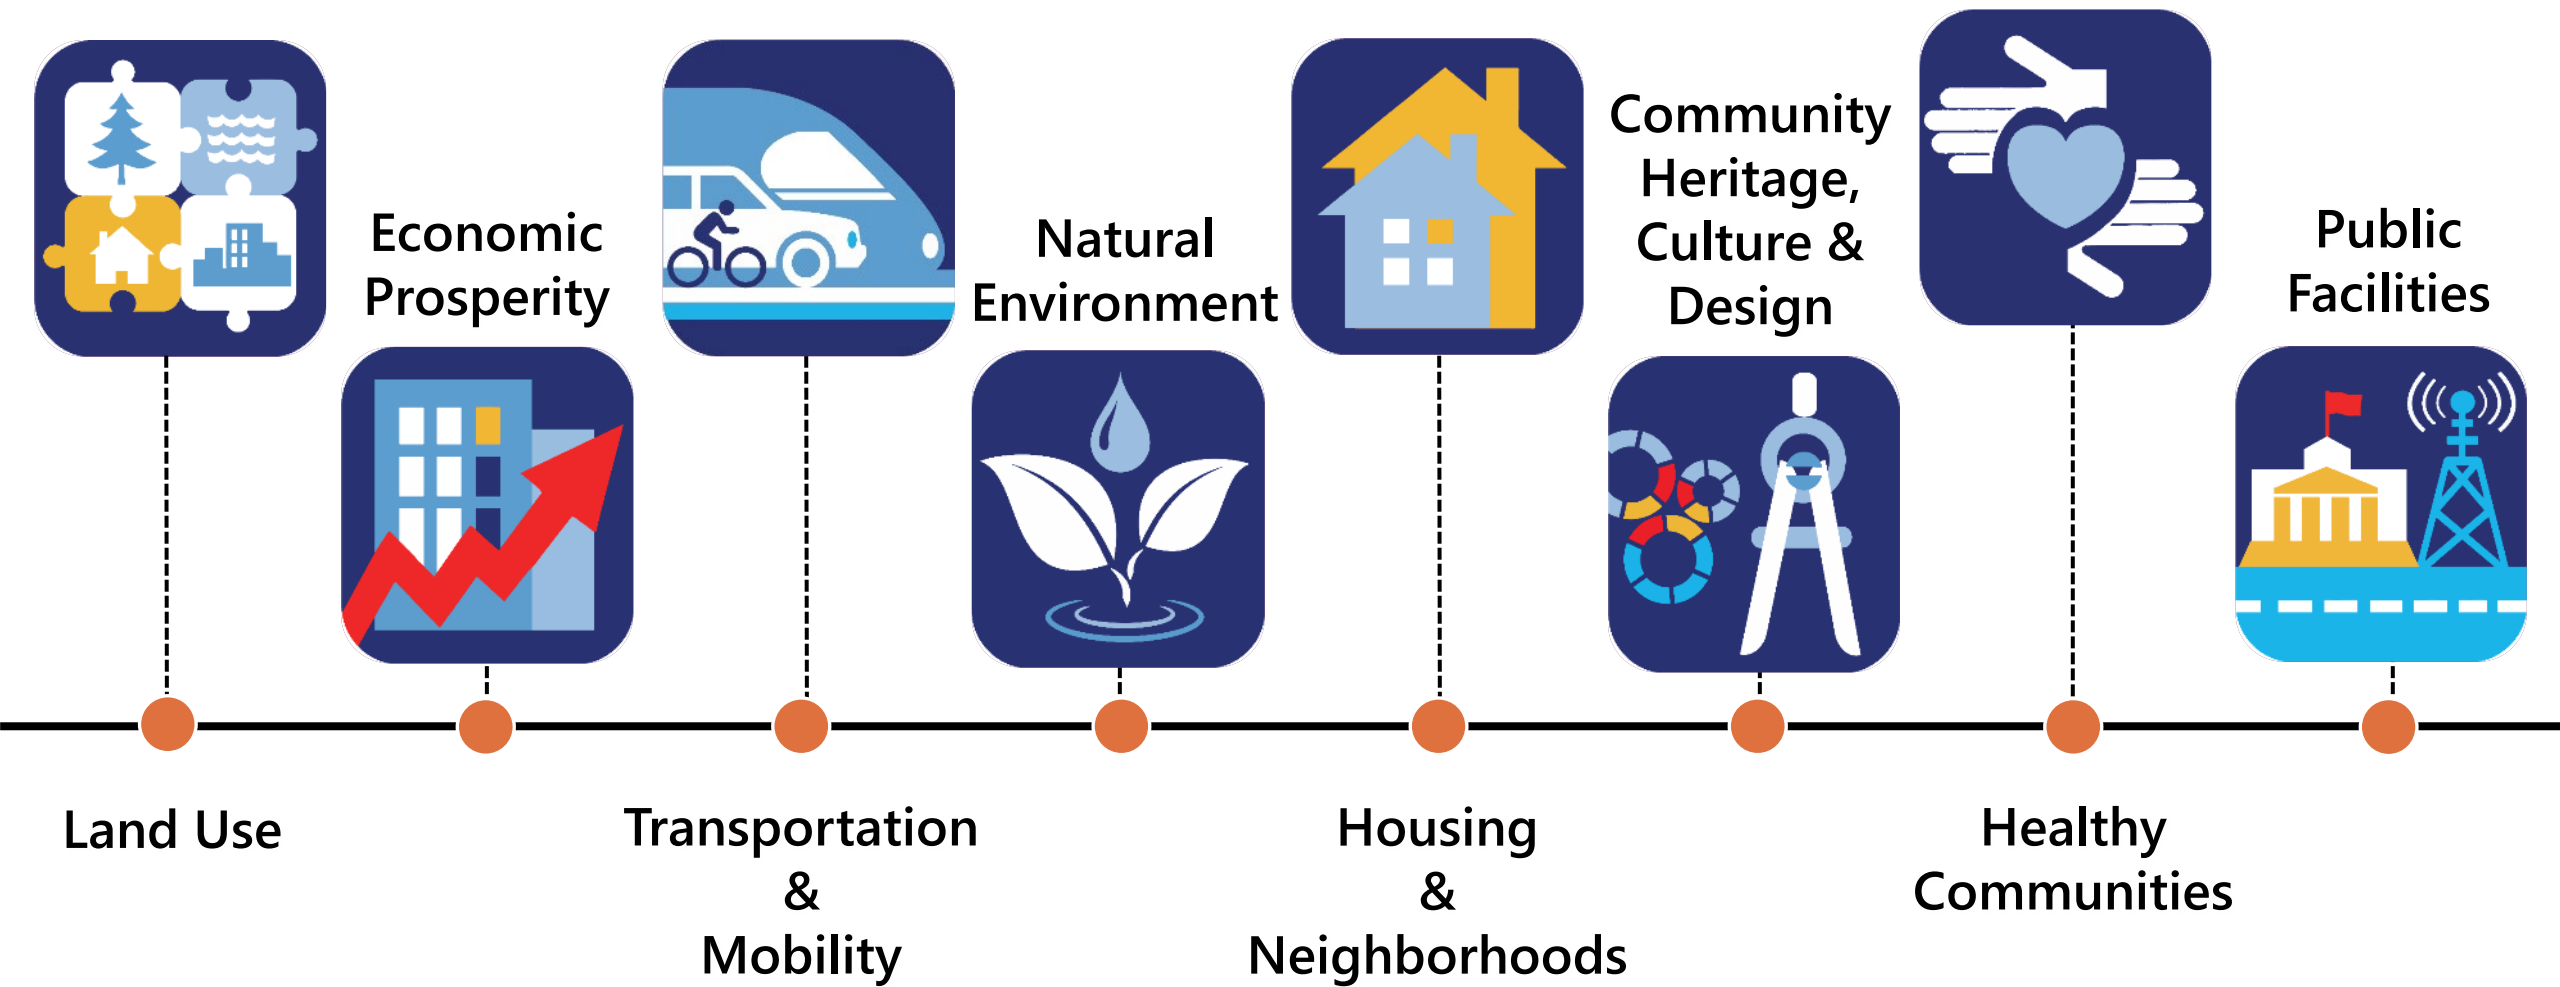 Land Use
Economic
Prosperity
Transportation
&
Mobility
Natural
Environment
Housing
&
Neighborhoods
Community
Heritage,
Culture &
Design
Healthy
Communities
Public
Facilities